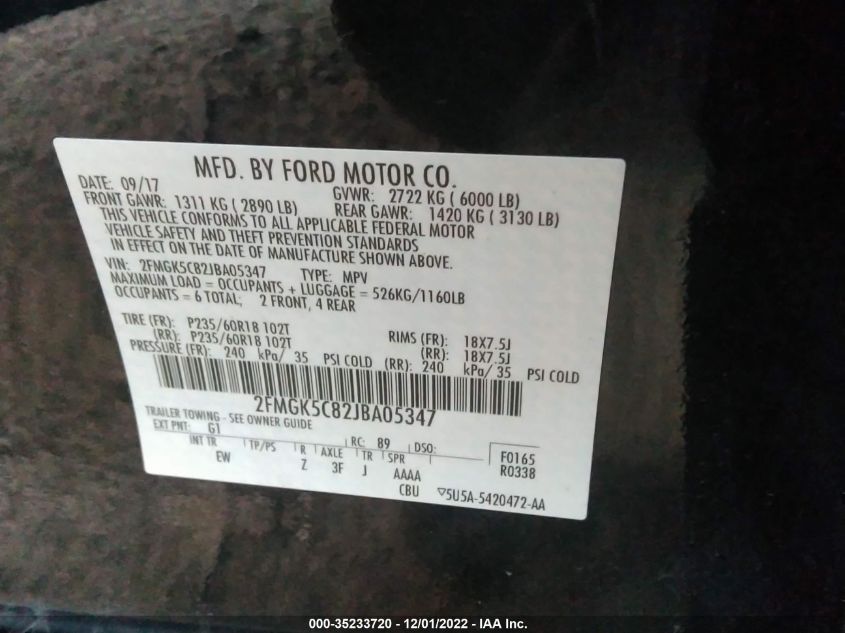 MFD. BY FORD MOTOR CO.
DATE: 09/17 GVWR: 2722 KG ( 6000 LB)
FRONT GAWR: 1311 KG ( 2890 LB) REAR GAWR: 1420 KG ( 3130 LB)
THIS VEHICLE CONFORMS TO ALL APPLICABLE FEDERAL MOTOR
VEHICLE SAFETY AND THEFT PREVENTION STANDARDS
IN EFFECT ON THE DATE OF MANUFACTURE SHOWN ABOVE.
VIN: 2FMGK5C82JBA05347 TYPE: MPV
MAXIMUM LOAD = OCCUPANTS + LUGGAGE = 526KG/1160LB
OCCUPANTS = 6 TOTAL; 2 FRONT, 4 REAR
TIRE (FR): P235/60R18 102T RIMS (FR): 18X7.5J
(RR): P235/60R18 102T (RR): 18X7.5J
PRESSURE (FR): 240 kPa/ 35 PSI COLD (RR): 240 kPa/ 35 PSI COLD
2FMGK5C82JBA05347
TRAILER TOWING - SEE OWNER GUIDE
EXT PNT: G1 RC: 89 DSO: F0165
INT TR TP/PS R AXLE TR SPR R0338
EW Z 3F J AAAA
CBU ▽5U5A-5420472-AA
000-35233720 - 12/01/2022 - IAA Inc.